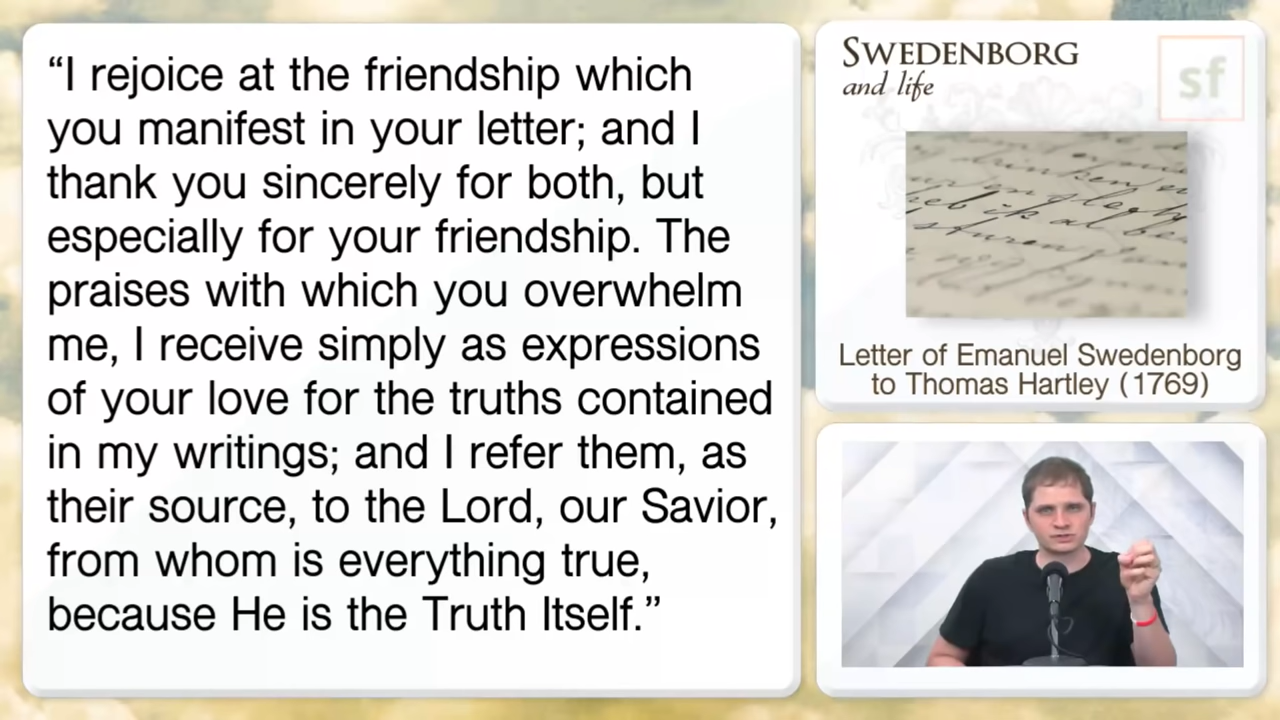 “I rejoice at the friendship which
you manifest in your letter; and I
thank you sincerely for both, but
especially for your friendship. The
praises with which you overwhelm
me, I receive simply as expressions
of your love for the truths contained
in my writings; and I refer them, as
their source, to the Lord, our Savior,
from whom is everything true,
because He is the Truth Itself.”
SWEDENBORG
and life
sf
Letter of Emanuel Swedenborg
to Thomas Hartley (1769)